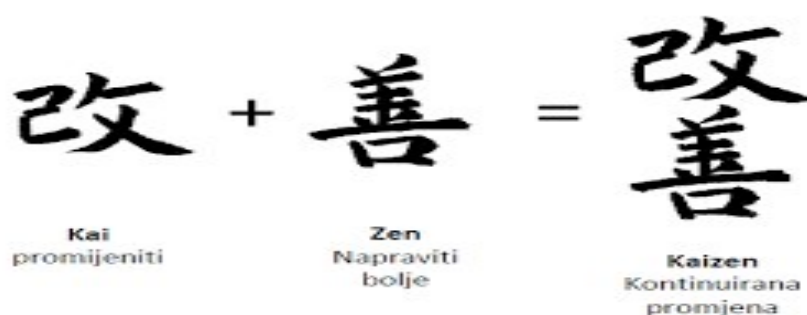 改 + 善 = 改
善
Kai
promijeniti
Zen
Napraviti
bolje
Kaizen
Kontinuirana
promjena